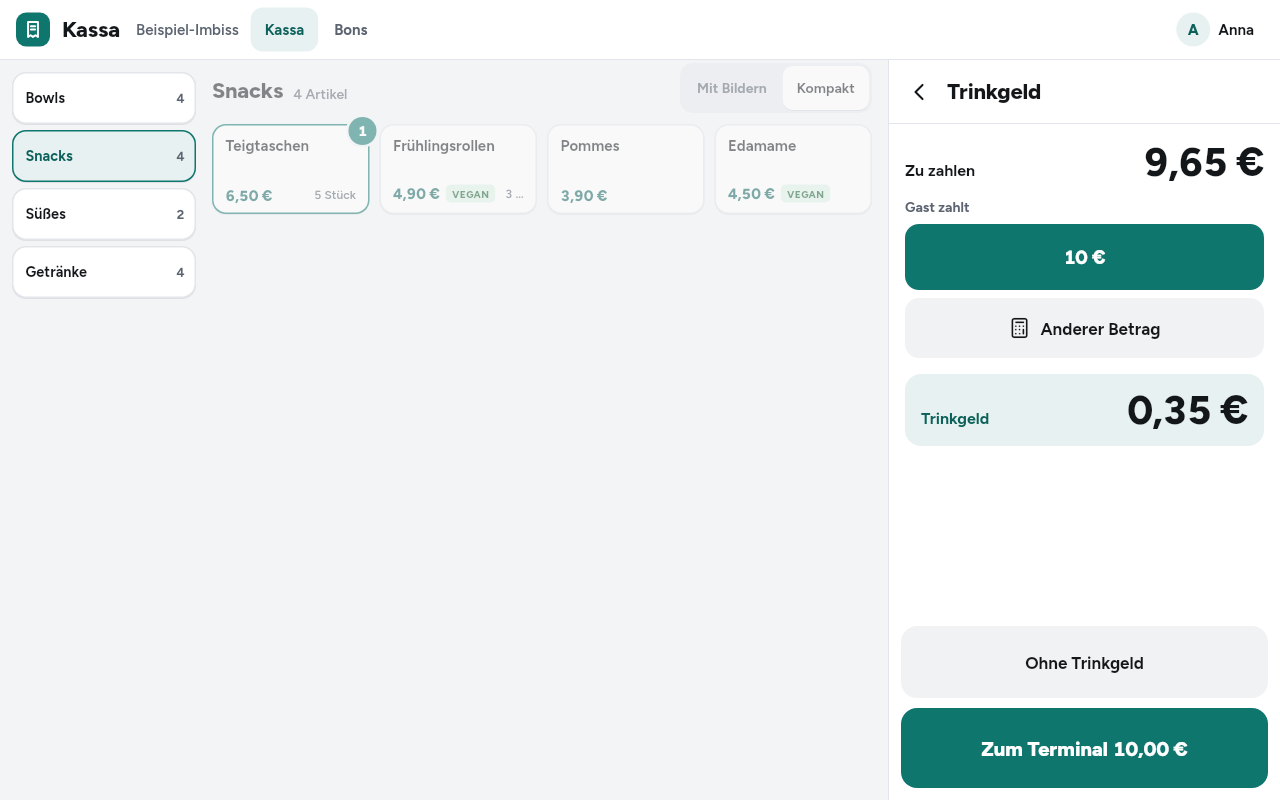 Kassa
Beispiel-Imbiss
Kassa
Bons
A
Anna
Bowls 4
Snacks 4
Süßes 2
Getränke 4
Snacks 4 Artikel
Mit Bildern
Kompakt
1
Teigtaschen
6,50 € 5 Stück
Frühlingsrollen
4,90 € VEGAN 3 ...
Pommes
3,90 €
Edamame
4,50 € VEGAN
Trinkgeld
Zu zahlen 9,65 €
Gast zahlt
10 €
Anderer Betrag
Trinkgeld 0,35 €
Ohne Trinkgeld
Zum Terminal 10,00 €